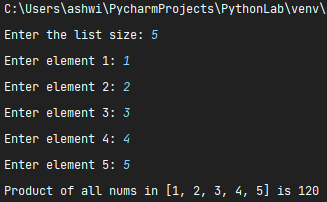 C:\Users\ashwi\PycharmProjects\PythonLab\venv\
Enter the list size: 5
Enter element 1: 1
Enter element 2: 2
Enter element 3: 3
Enter element 4: 4
Enter element 5: 5
Product of all nums in [1, 2, 3, 4, 5] is 120